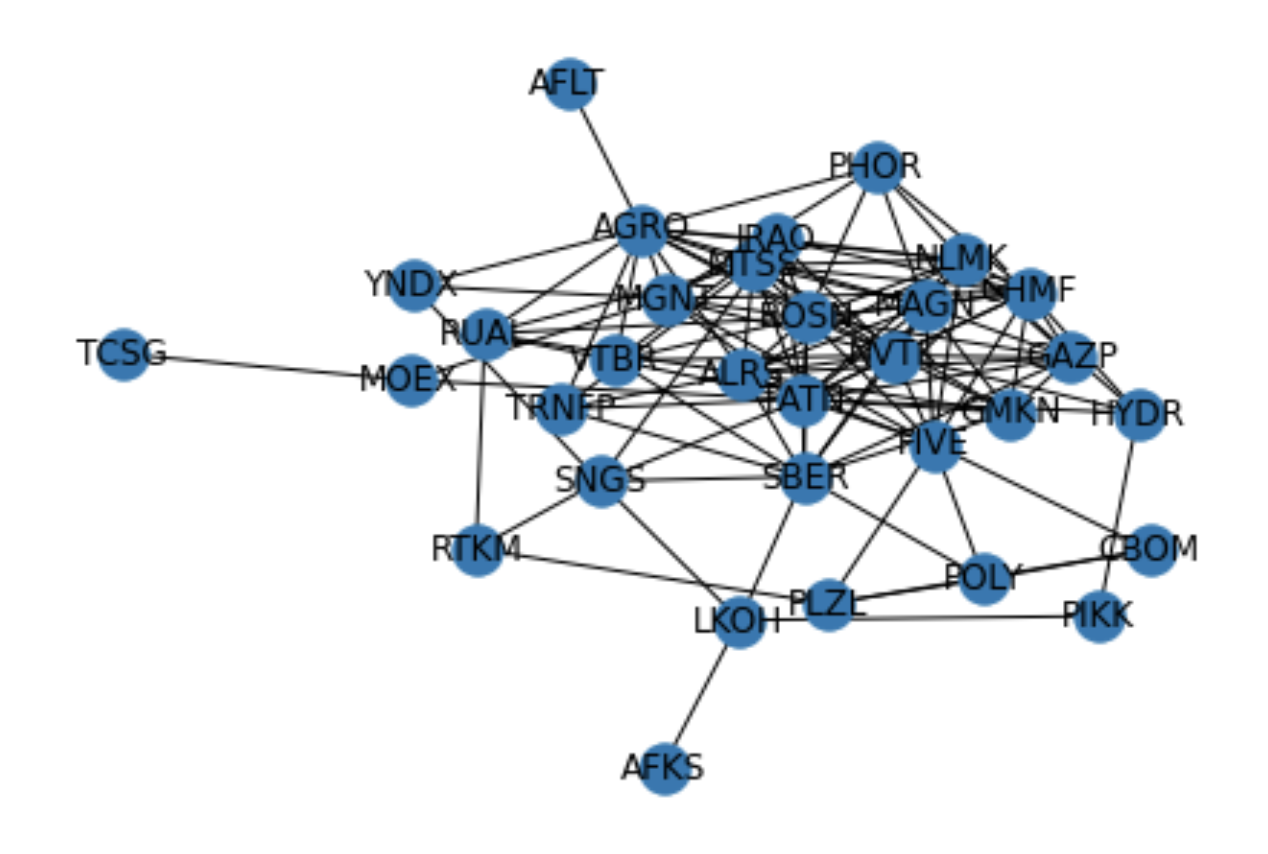 AFLT
PHOR
AGRO
IRAO
MTSS
NLMK
YNDX
MGNT
MAGN
CHMF
ROSN
RUAL
TCSG
VTBR
NVTK
GAZP
MOEX
ALRS
TRNFP
TATN
GMKN
HYDR
FIVE
SNGS
SBER
RTKM
CBOM
POLY
PLZL
LKOH
PIKK
AFKS